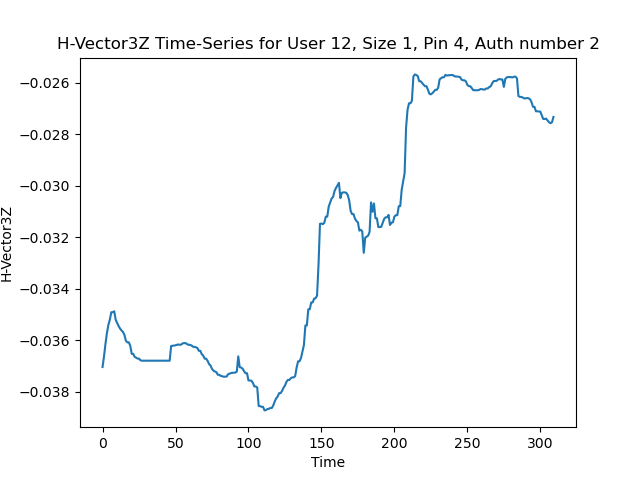 H-Vector3Z Time-Series for User 12, Size 1, Pin 4, Auth number 2
H-Vector3Z
−0.026
−0.028
−0.030
−0.032
−0.034
−0.036
−0.038
0 50 100 150 200 250 300
Time